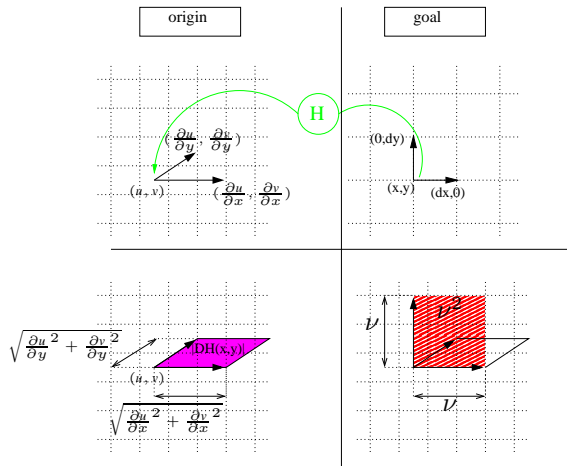 origin
goal
H
(∂u/∂y, ∂v/∂y)
(0,dy)
(u, v)
(∂u/∂x, ∂v/∂x)
(x,y)
(dx,0)
√(∂u/∂y² + ∂v/∂y²)
|DH(x,y)|
(u, v)
√(∂u/∂x² + ∂v/∂x²)
ν
ν²
ν